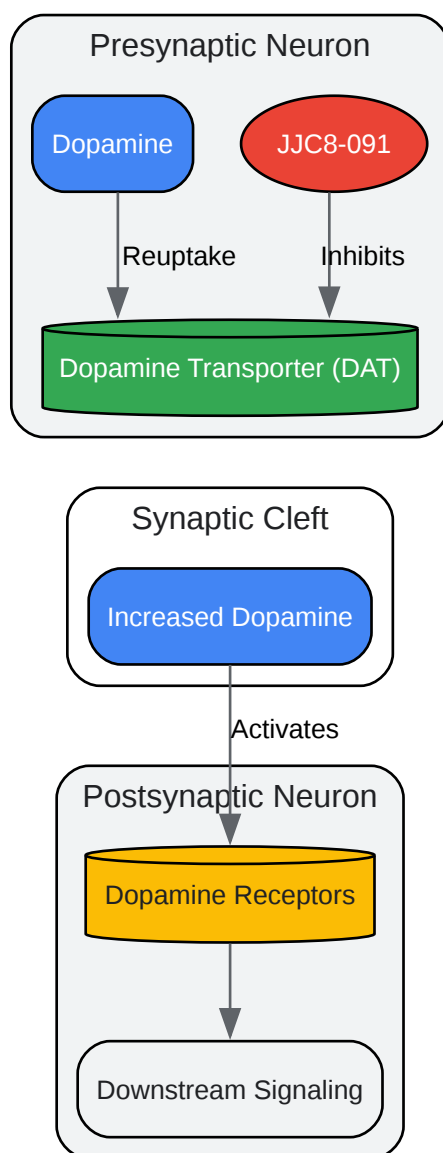 Presynaptic Neuron
Dopamine
JJC8-091
Reuptake
Inhibits
Dopamine Transporter (DAT)
Synaptic Cleft
Increased Dopamine
Activates
Postsynaptic Neuron
Dopamine Receptors
Downstream Signaling